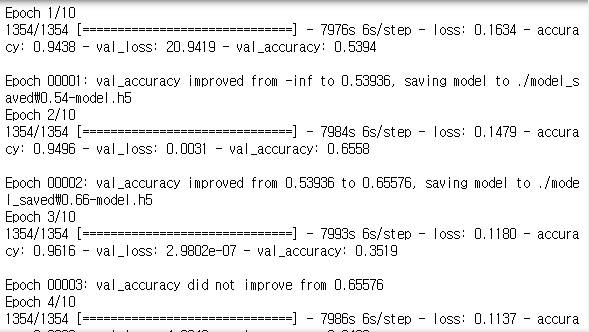 Epoch 1/10
1354/1354 [==============================] - 7976s 6s/step - loss: 0.1634 - accura
cy: 0.9438 - val_loss: 20.9419 - val_accuracy: 0.5394
Epoch 00001: val_accuracy improved from -inf to 0.53936, saving model to ./model_s
aved₩0.54-model.h5
Epoch 2/10
1354/1354 [==============================] - 7984s 6s/step - loss: 0.1479 - accura
cy: 0.9496 - val_loss: 0.0031 - val_accuracy: 0.6558
Epoch 00002: val_accuracy improved from 0.53936 to 0.65576, saving model to ./mode
l_saved₩0.66-model.h5
Epoch 3/10
1354/1354 [==============================] - 7993s 6s/step - loss: 0.1180 - accura
cy: 0.9616 - val_loss: 2.9802e-07 - val_accuracy: 0.3519
Epoch 00003: val_accuracy did not improve from 0.65576
Epoch 4/10
1354/1354 [==============================] - 7986s 6s/step - loss: 0.1137 - accura